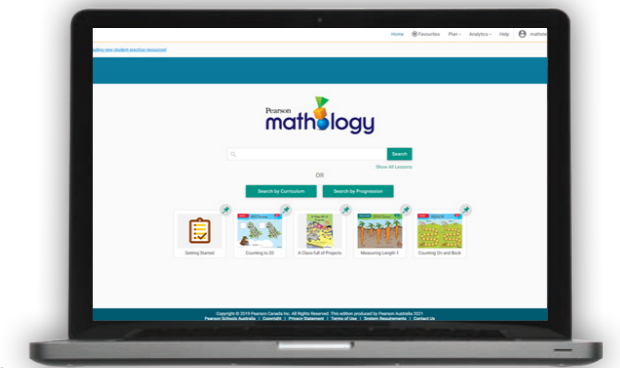 Home Favourites Plan Analytics Help
student practice resources!
Pearson
mathology
Search
Show All Lessons
OR
Search by Curriculum Search by Progression
Getting Started Counting to 20 A Class-full of Projects Measuring Length 1 Counting On and Back
Copyright © 2019 Pearson Canada Inc. All Rights Reserved. This edition produced by Pearson Australia 2021
Pearson Schools Australia | Copyright | Privacy Statement | Terms of Use | System Requirements | Contact Us